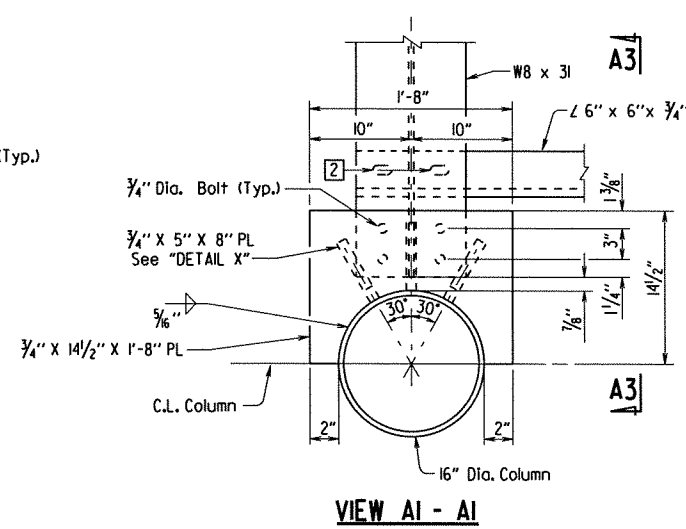 A3
W8 x 31
1'-8"
∠ 6" x 6" x ¾"
(Typ.)
10" 10"
2
1 ⅜"
¾" Dia. Bolt (Typ.)
¾" X 5" X 8" PL
See "DETAIL X"
3"
14½"
1¼"
⅞"
30° 30°
5/16"
¾" X 14½" X 1'-8" PL
A3
C.L. Column
2" 2"
16" Dia. Column
VIEW A1 - A1